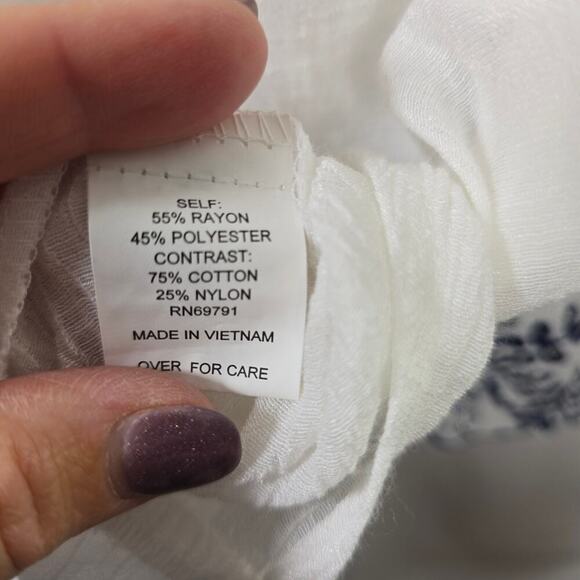 SELF:
55% RAYON
45% POLYESTER
CONTRAST:
75% COTTON
25% NYLON
RN69791
MADE IN VIETNAM
OVER FOR CARE